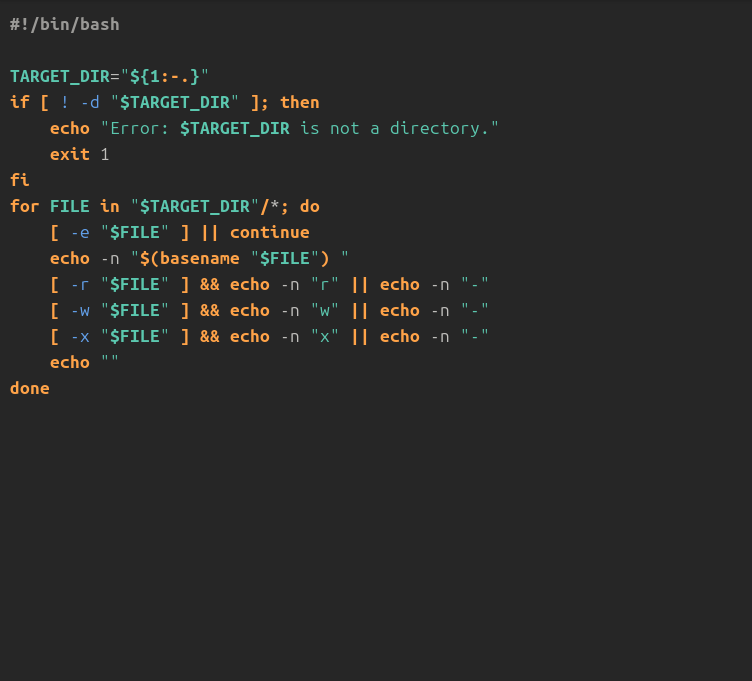 #!/bin/bash

TARGET_DIR="${1:-.}"
if [ ! -d "$TARGET_DIR" ]; then
    echo "Error: $TARGET_DIR is not a directory."
    exit 1
fi
for FILE in "$TARGET_DIR"/*; do
    [ -e "$FILE" ] || continue
    echo -n "$(basename "$FILE") "
    [ -r "$FILE" ] && echo -n "r" || echo -n "-"
    [ -w "$FILE" ] && echo -n "w" || echo -n "-"
    [ -x "$FILE" ] && echo -n "x" || echo -n "-"
    echo ""
done